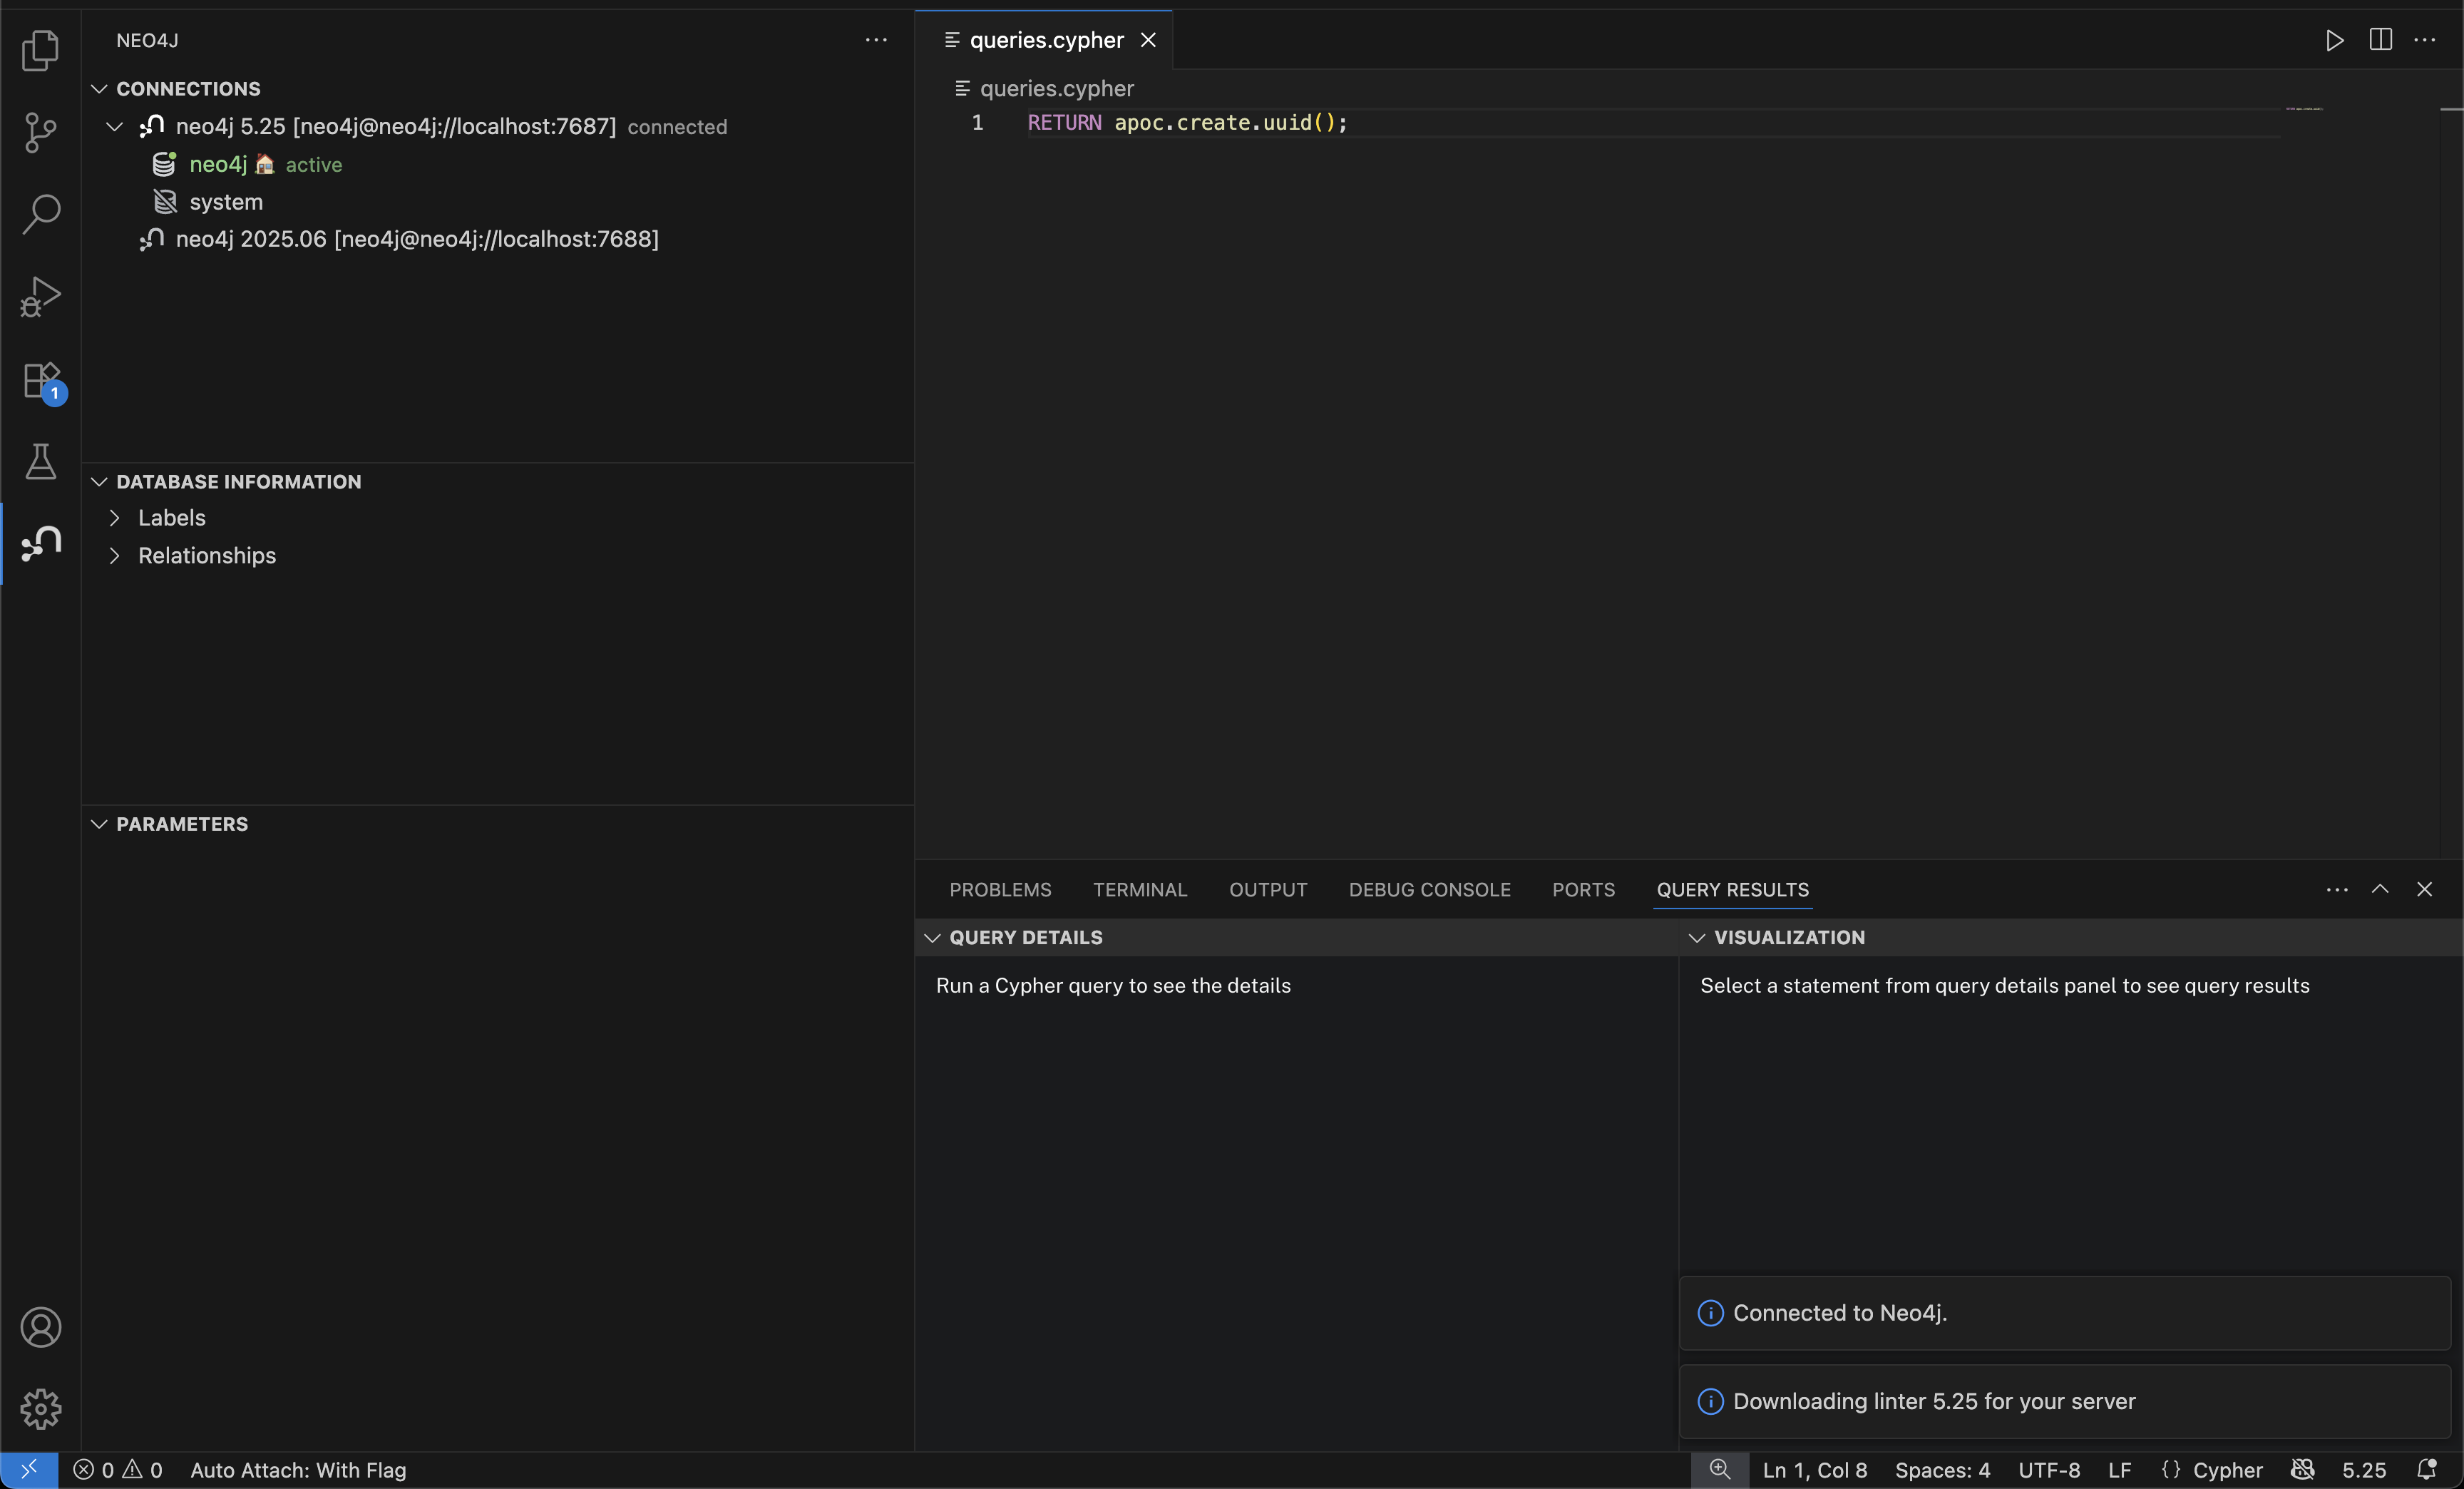 NEO4J
CONNECTIONS
neo4j 5.25 [neo4j@neo4j://localhost:7687] connected
neo4j 🏠 active
system
neo4j 2025.06 [neo4j@neo4j://localhost:7688]
1
DATABASE INFORMATION
Labels
Relationships
PARAMETERS
queries.cypher
queries.cypher
1 RETURN apoc.create.uuid();
PROBLEMS TERMINAL OUTPUT DEBUG CONSOLE PORTS QUERY RESULTS
QUERY DETAILS
Run a Cypher query to see the details
VISUALIZATION
Select a statement from query details panel to see query results
Connected to Neo4j.
Downloading linter 5.25 for your server
0 0 Auto Attach: With Flag Ln 1, Col 8 Spaces: 4 UTF-8 LF {} Cypher 5.25